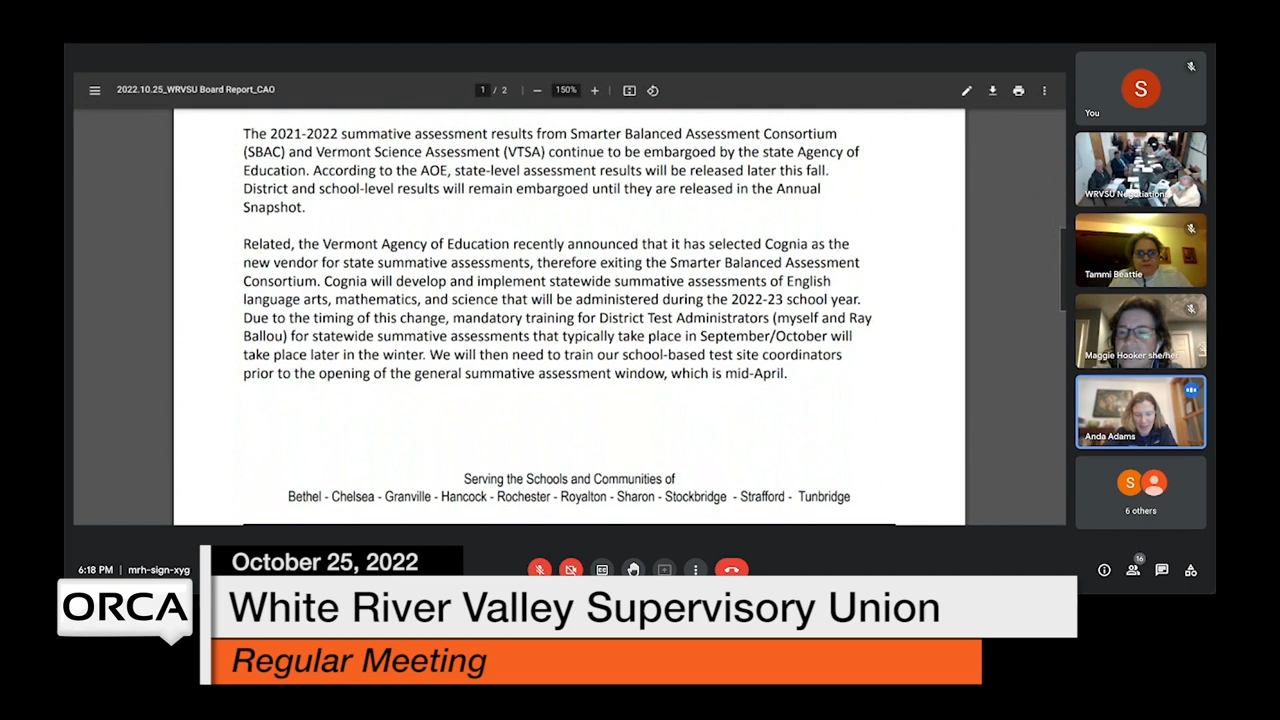 2022.10.25_WRVSU Board Report_CAO
1 / 2
150%
The 2021-2022 summative assessment results from Smarter Balanced Assessment Consortium
(SBAC) and Vermont Science Assessment (VTSA) continue to be embargoed by the state Agency of
Education. According to the AOE, state-level assessment results will be released later this fall.
District and school-level results will remain embargoed until they are released in the Annual
Snapshot.
Related, the Vermont Agency of Education recently announced that it has selected Cognia as the
new vendor for state summative assessments, therefore exiting the Smarter Balanced Assessment
Consortium. Cognia will develop and implement statewide summative assessments of English
language arts, mathematics, and science that will be administered during the 2022-23 school year.
Due to the timing of this change, mandatory training for District Test Administrators (myself and Ray
Ballou) for statewide summative assessments that typically take place in September/October will
take place later in the winter. We will then need to train our school-based test site coordinators
prior to the opening of the general summative assessment window, which is mid-April.
Serving the Schools and Communities of
Bethel - Chelsea - Granville - Hancock - Rochester - Royalton - Sharon - Stockbridge - Strafford - Tunbridge
S
You
WRVSU Negotiations
Tammi Beattie
Maggie Hooker she/her
Anda Adams
S
6 others
6:18 PM | mrh-sign-xyg
16
October 25, 2022
ORCA
White River Valley Supervisory Union
Regular Meeting